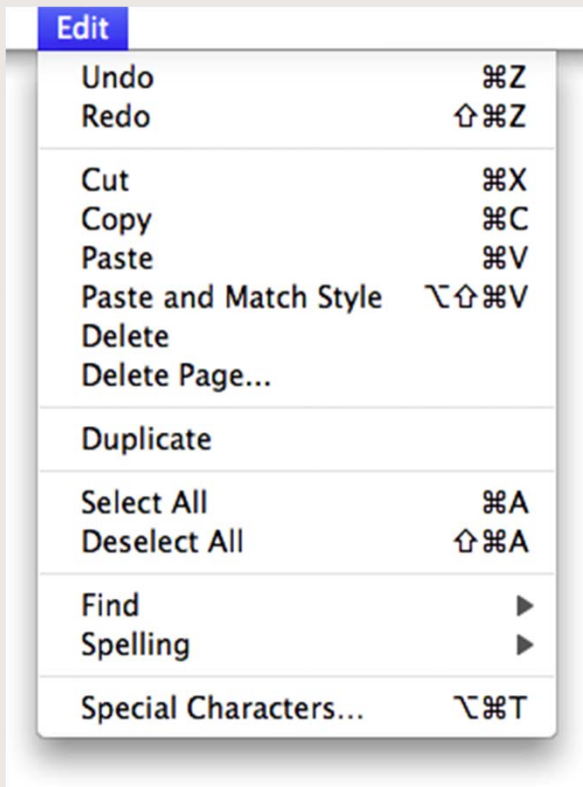 Edit
Undo ⌘Z
Redo ⇧⌘Z
Cut ⌘X
Copy ⌘C
Paste ⌘V
Paste and Match Style ⌥⇧⌘V
Delete
Delete Page...
Duplicate
Select All ⌘A
Deselect All ⇧⌘A
Find ▶
Spelling ▶
Special Characters... ⌥⌘T